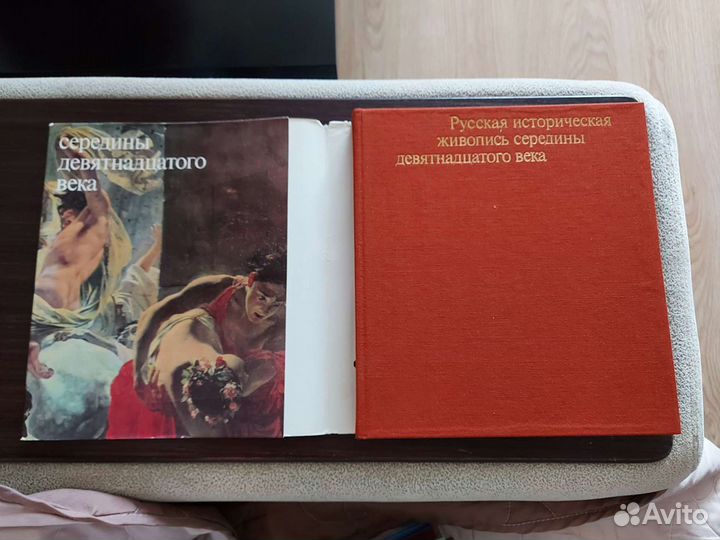 середины
девятнадцатого
века
Русская историческая
живопись середины
девятнадцатого века
Avito